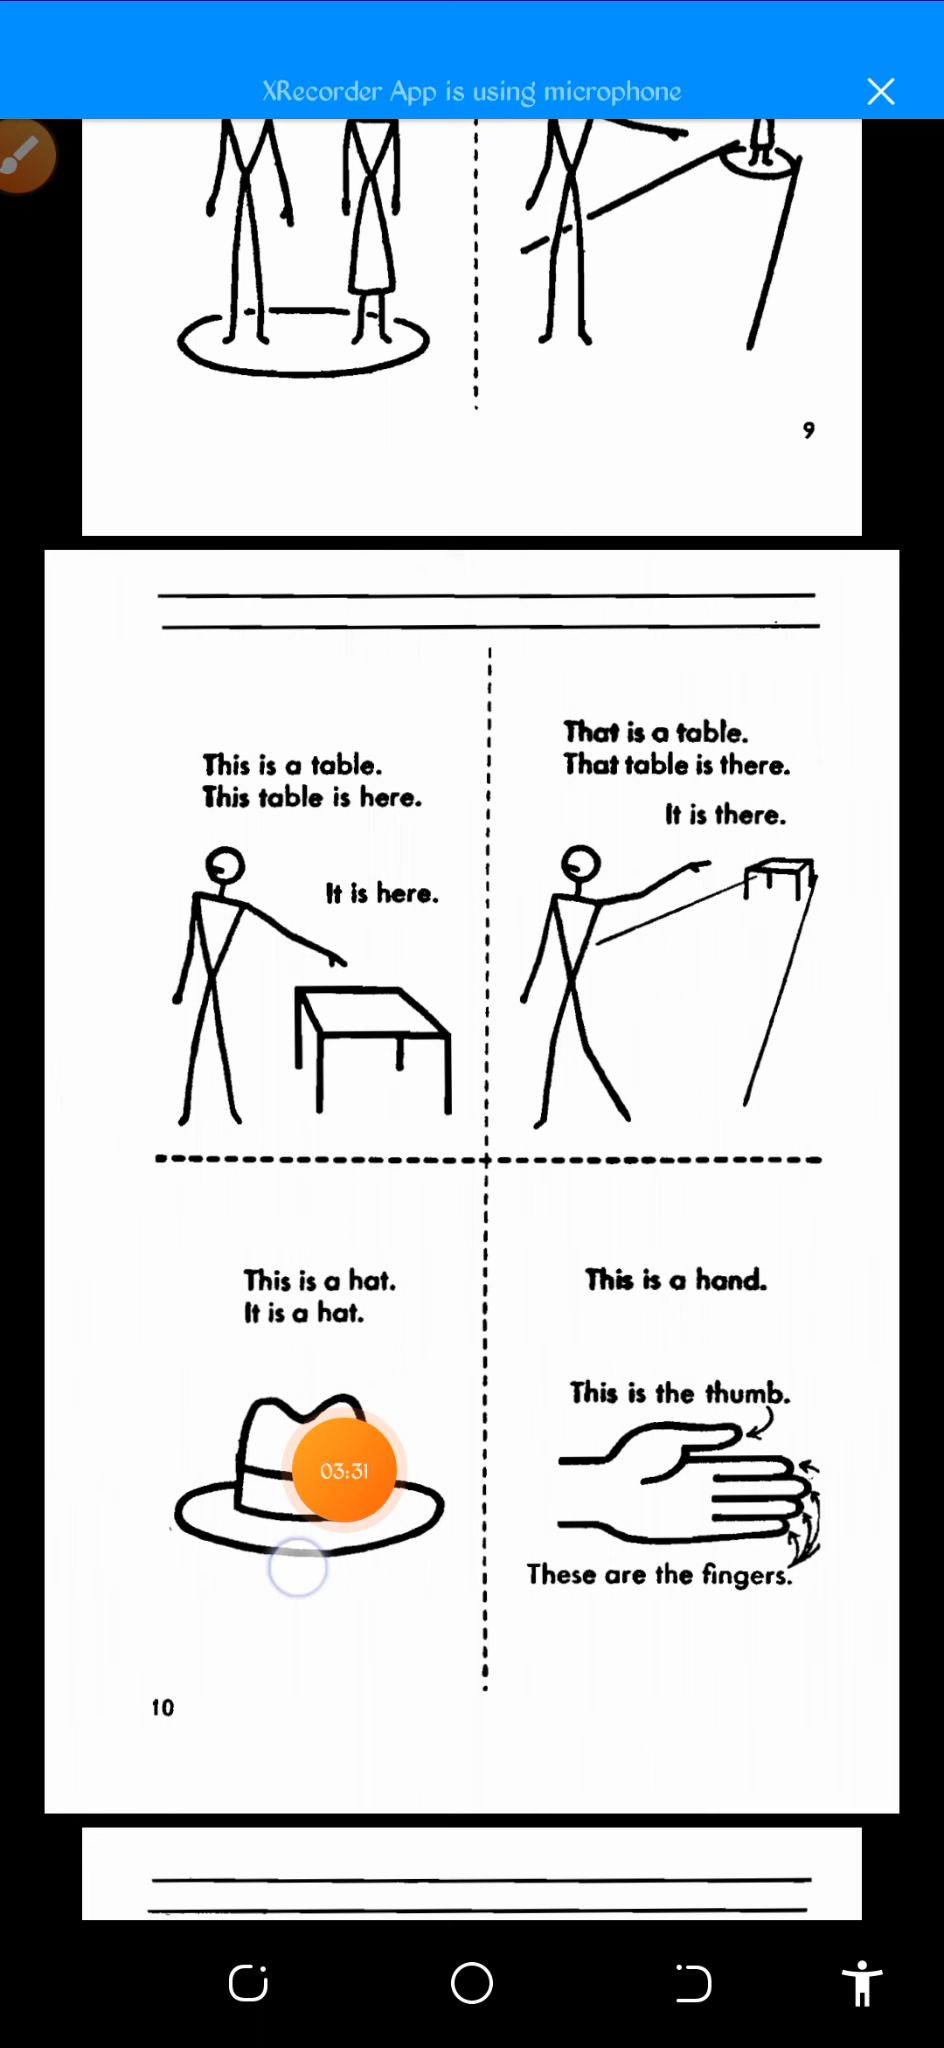 XRecorder App is using microphone
9
This is a table.
This table is here.
It is here.
That is a table.
That table is there.
It is there.
This is a hat.
It is a hat.
03:31
This is a hand.
This is the thumb.
These are the fingers.
10